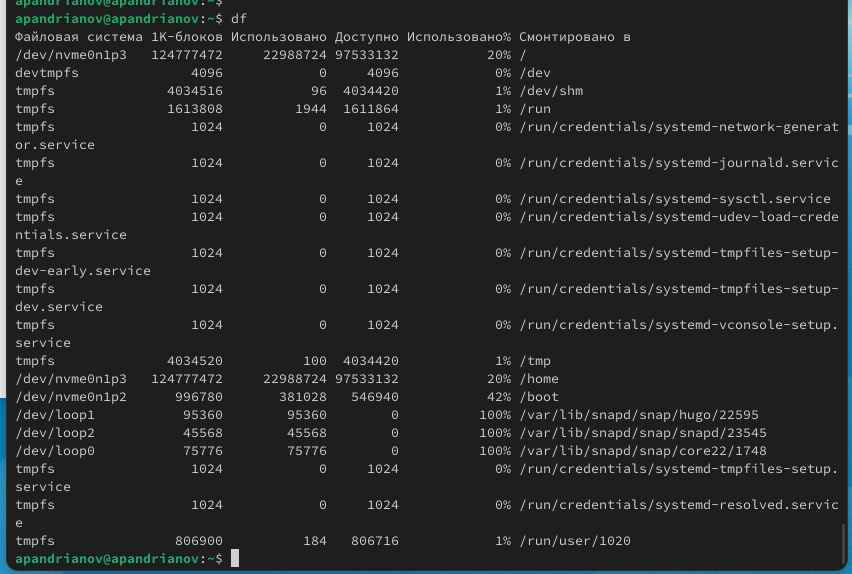 apandrianov@apandrianov:~$
apandrianov@apandrianov:~$ df
Файловая система 1K-блоков Использовано Доступно Использовано% Смонтировано в
/dev/nvme0n1p3   124777472     22988724 97533132           20% /
devtmpfs              4096            0     4096            0% /dev
tmpfs              4034516           96  4034420            1% /dev/shm
tmpfs              1613808         1944  1611864            1% /run
tmpfs                 1024            0     1024            0% /run/credentials/systemd-network-generat
or.service
tmpfs                 1024            0     1024            0% /run/credentials/systemd-journald.servic
e
tmpfs                 1024            0     1024            0% /run/credentials/systemd-sysctl.service
tmpfs                 1024            0     1024            0% /run/credentials/systemd-udev-load-crede
ntials.service
tmpfs                 1024            0     1024            0% /run/credentials/systemd-tmpfiles-setup-
dev-early.service
tmpfs                 1024            0     1024            0% /run/credentials/systemd-tmpfiles-setup-
dev.service
tmpfs                 1024            0     1024            0% /run/credentials/systemd-vconsole-setup.
service
tmpfs              4034520          100  4034420            1% /tmp
/dev/nvme0n1p3   124777472     22988724 97533132           20% /home
/dev/nvme0n1p2      996780       381028   546940           42% /boot
/dev/loop1           95360        95360        0          100% /var/lib/snapd/snap/hugo/22595
/dev/loop2           45568        45568        0          100% /var/lib/snapd/snap/snapd/23545
/dev/loop0           75776        75776        0          100% /var/lib/snapd/snap/core22/1748
tmpfs                 1024            0     1024            0% /run/credentials/systemd-tmpfiles-setup.
service
tmpfs                 1024            0     1024            0% /run/credentials/systemd-resolved.servic
e
tmpfs               806900          184   806716            1% /run/user/1020
apandrianov@apandrianov:~$